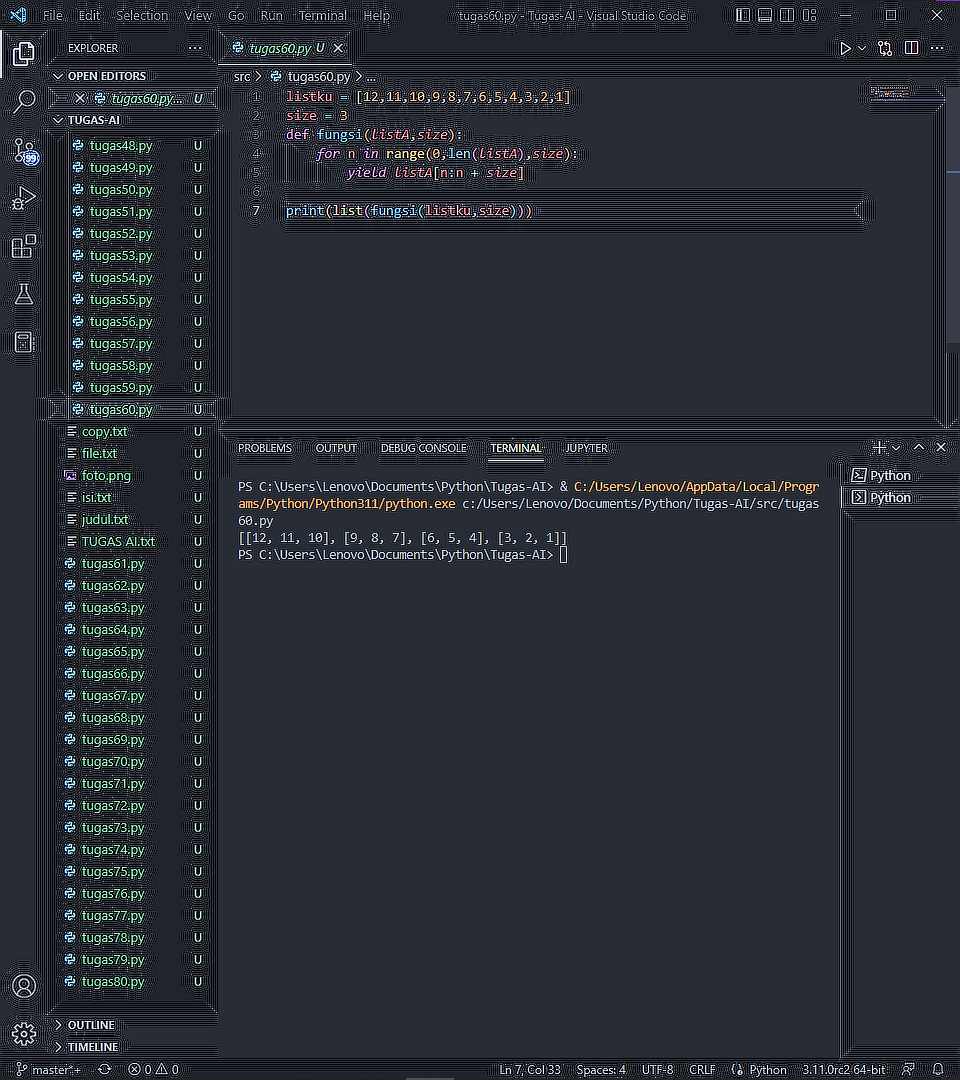 File Edit Selection View Go Run Terminal Help tugas60.py - Tugas-AI - Visual Studio Code
EXPLORER
OPEN EDITORS
tugas60.py... U
TUGAS-AI
tugas48.py U
tugas49.py U
tugas50.py U
tugas51.py U
tugas52.py U
tugas53.py U
tugas54.py U
tugas55.py U
tugas56.py U
tugas57.py U
tugas58.py U
tugas59.py U
tugas60.py U
copy.txt U
file.txt U
foto.png U
isi.txt U
judul.txt U
TUGAS AI.txt U
tugas61.py U
tugas62.py U
tugas63.py U
tugas64.py U
tugas65.py U
tugas66.py U
tugas67.py U
tugas68.py U
tugas69.py U
tugas70.py U
tugas71.py U
tugas72.py U
tugas73.py U
tugas74.py U
tugas75.py U
tugas76.py U
tugas77.py U
tugas78.py U
tugas79.py U
tugas80.py U
OUTLINE
TIMELINE
99
tugas60.py U
src > tugas60.py > ...
1 listku = [12,11,10,9,8,7,6,5,4,3,2,1]
2 size = 3
3 def fungsi(listA,size):
4 for n in range(0,len(listA),size):
5 yield listA[n:n + size]
6
7 print(list(fungsi(listku,size)))
PROBLEMS OUTPUT DEBUG CONSOLE TERMINAL JUPYTER
PS C:\Users\Lenovo\Documents\Python\Tugas-AI> & C:/Users/Lenovo/AppData/Local/Progr
ams/Python/Python311/python.exe c:/Users/Lenovo/Documents/Python/Tugas-AI/src/tugas
60.py
[[12, 11, 10], [9, 8, 7], [6, 5, 4], [3, 2, 1]]
PS C:\Users\Lenovo\Documents\Python\Tugas-AI>
Python
Python
master*+ 0 0 Ln 7, Col 33 Spaces: 4 UTF-8 CRLF Python 3.11.0rc2 64-bit